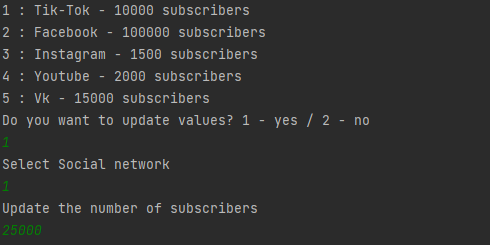 1 : Tik-Tok - 10000 subscribers
2 : Facebook - 100000 subscribers
3 : Instagram - 1500 subscribers
4 : Youtube - 2000 subscribers
5 : Vk - 15000 subscribers
Do you want to update values? 1 - yes / 2 - no
1
Select Social network
1
Update the number of subscribers
25000